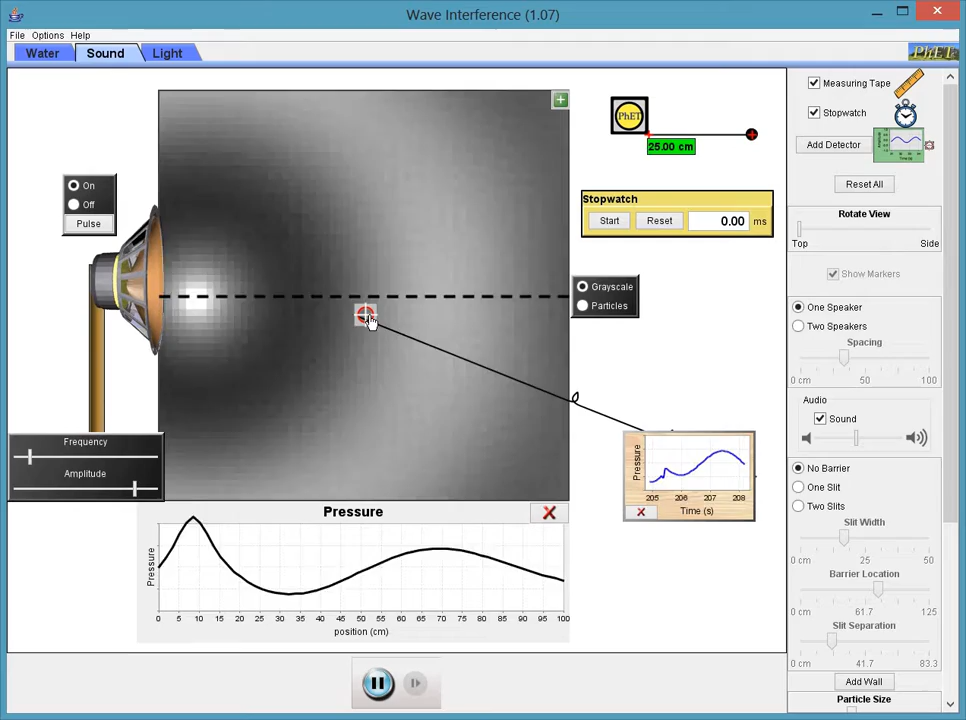 Wave Interference (1.07)
File Options Help
Water Sound Light
PhET
Measuring Tape
Stopwatch
Add Detector
Reset All
Rotate View
Top Side
Show Markers
One Speaker
Two Speakers
Spacing
0 cm 50 100
Audio
Sound
No Barrier
One Slit
Two Slits
Slit Width
0 cm 25 50
Barrier Location
0 cm 61.7 125
Slit Separation
0 cm 41.7 83.3
Add Wall
Particle Size
PhET
25.00 cm
Stopwatch
Start Reset 0.00 ms
On
Off
Pulse
Grayscale
Particles
Frequency
Amplitude
Pressure
205 206 207 208
Time (s)
Pressure
Pressure
0 5 10 15 20 25 30 35 40 45 50 55 60 65 70 75 80 85 90 95 100
position (cm)